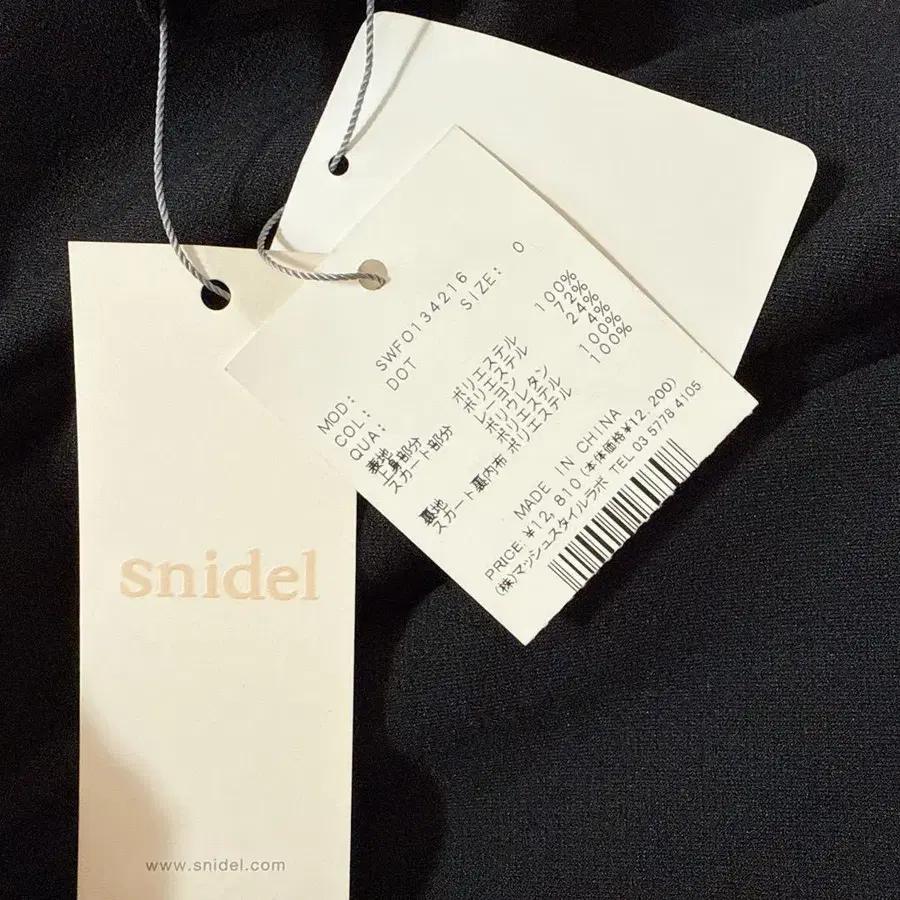 snidel
www.snidel.com
MOD: SWFO134216 SIZE: 0
COL: DOT
QUA:
表地
上身部分 ポリエステル 100%
スカート部分 ポリエステル 72%
レーヨン 24%
ポリウレタン 4%
裏地 ポリエステル 100%
スカート裏内布 ポリエステル 100%
MADE IN CHINA
PRICE: ¥12,810 (本体価格¥12,200)
(株)マッシュスタイルラボ TEL 03 5778 4105